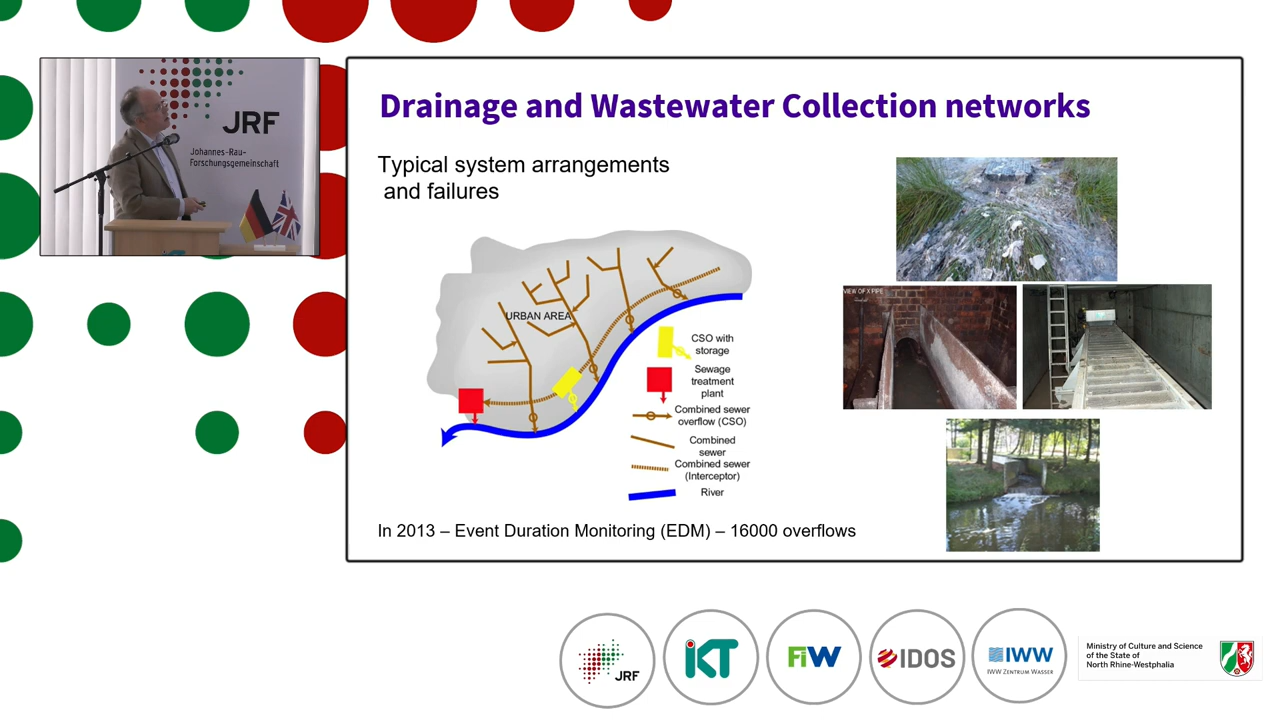 JRF
Johannes-Rau-
Forschungsgemeinschaft
Drainage and Wastewater Collection networks
Typical system arrangements
and failures
URBAN AREA
CSO with
storage
Sewage
treatment
plant
Combined sewer
overflow (CSO)
Combined
sewer
Combined sewer
(Interceptor)
River
VIEW OF X PIPE
In 2013 – Event Duration Monitoring (EDM) – 16000 overflows
JRF
iKT
FiW
IDOS
IWW
IWW ZENTRUM WASSER
Ministry of Culture and Science
of the State of
North Rhine-Westphalia